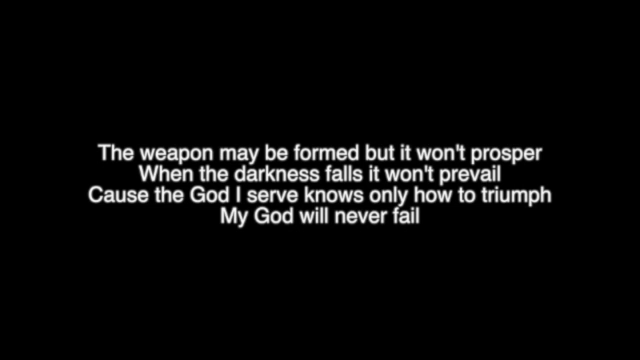 The weapon may be formed but it won't prosper
When the darkness falls it won't prevail
Cause the God I serve knows only how to triumph
My God will never fail